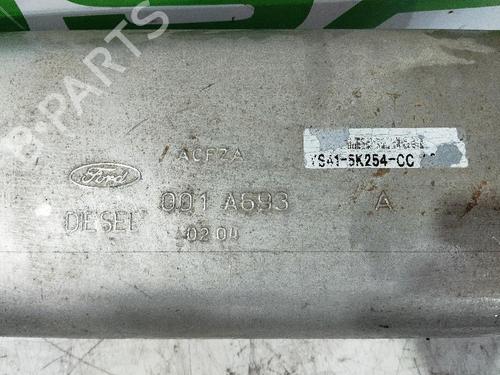 B-PARTS
ACFZA
YS41-5K254-CC
Ford
001 A693 A
DIESEL
02 04